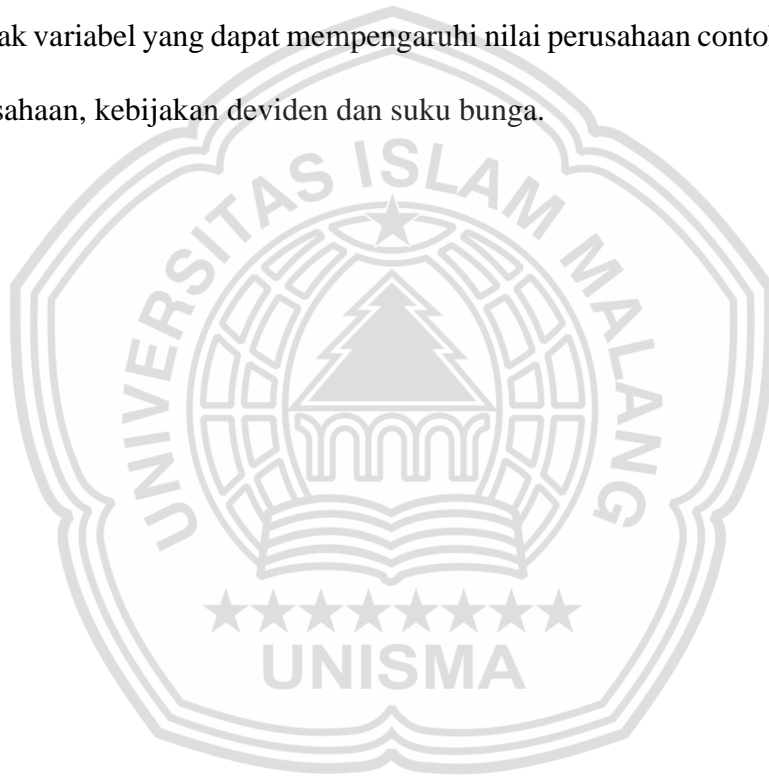 ak variabel yang dapat mempengaruhi nilai perusahaan conto
sahaan, kebijakan deviden dan suku bunga.
UNIVERSITAS ISLAM MALANG
UNISMA